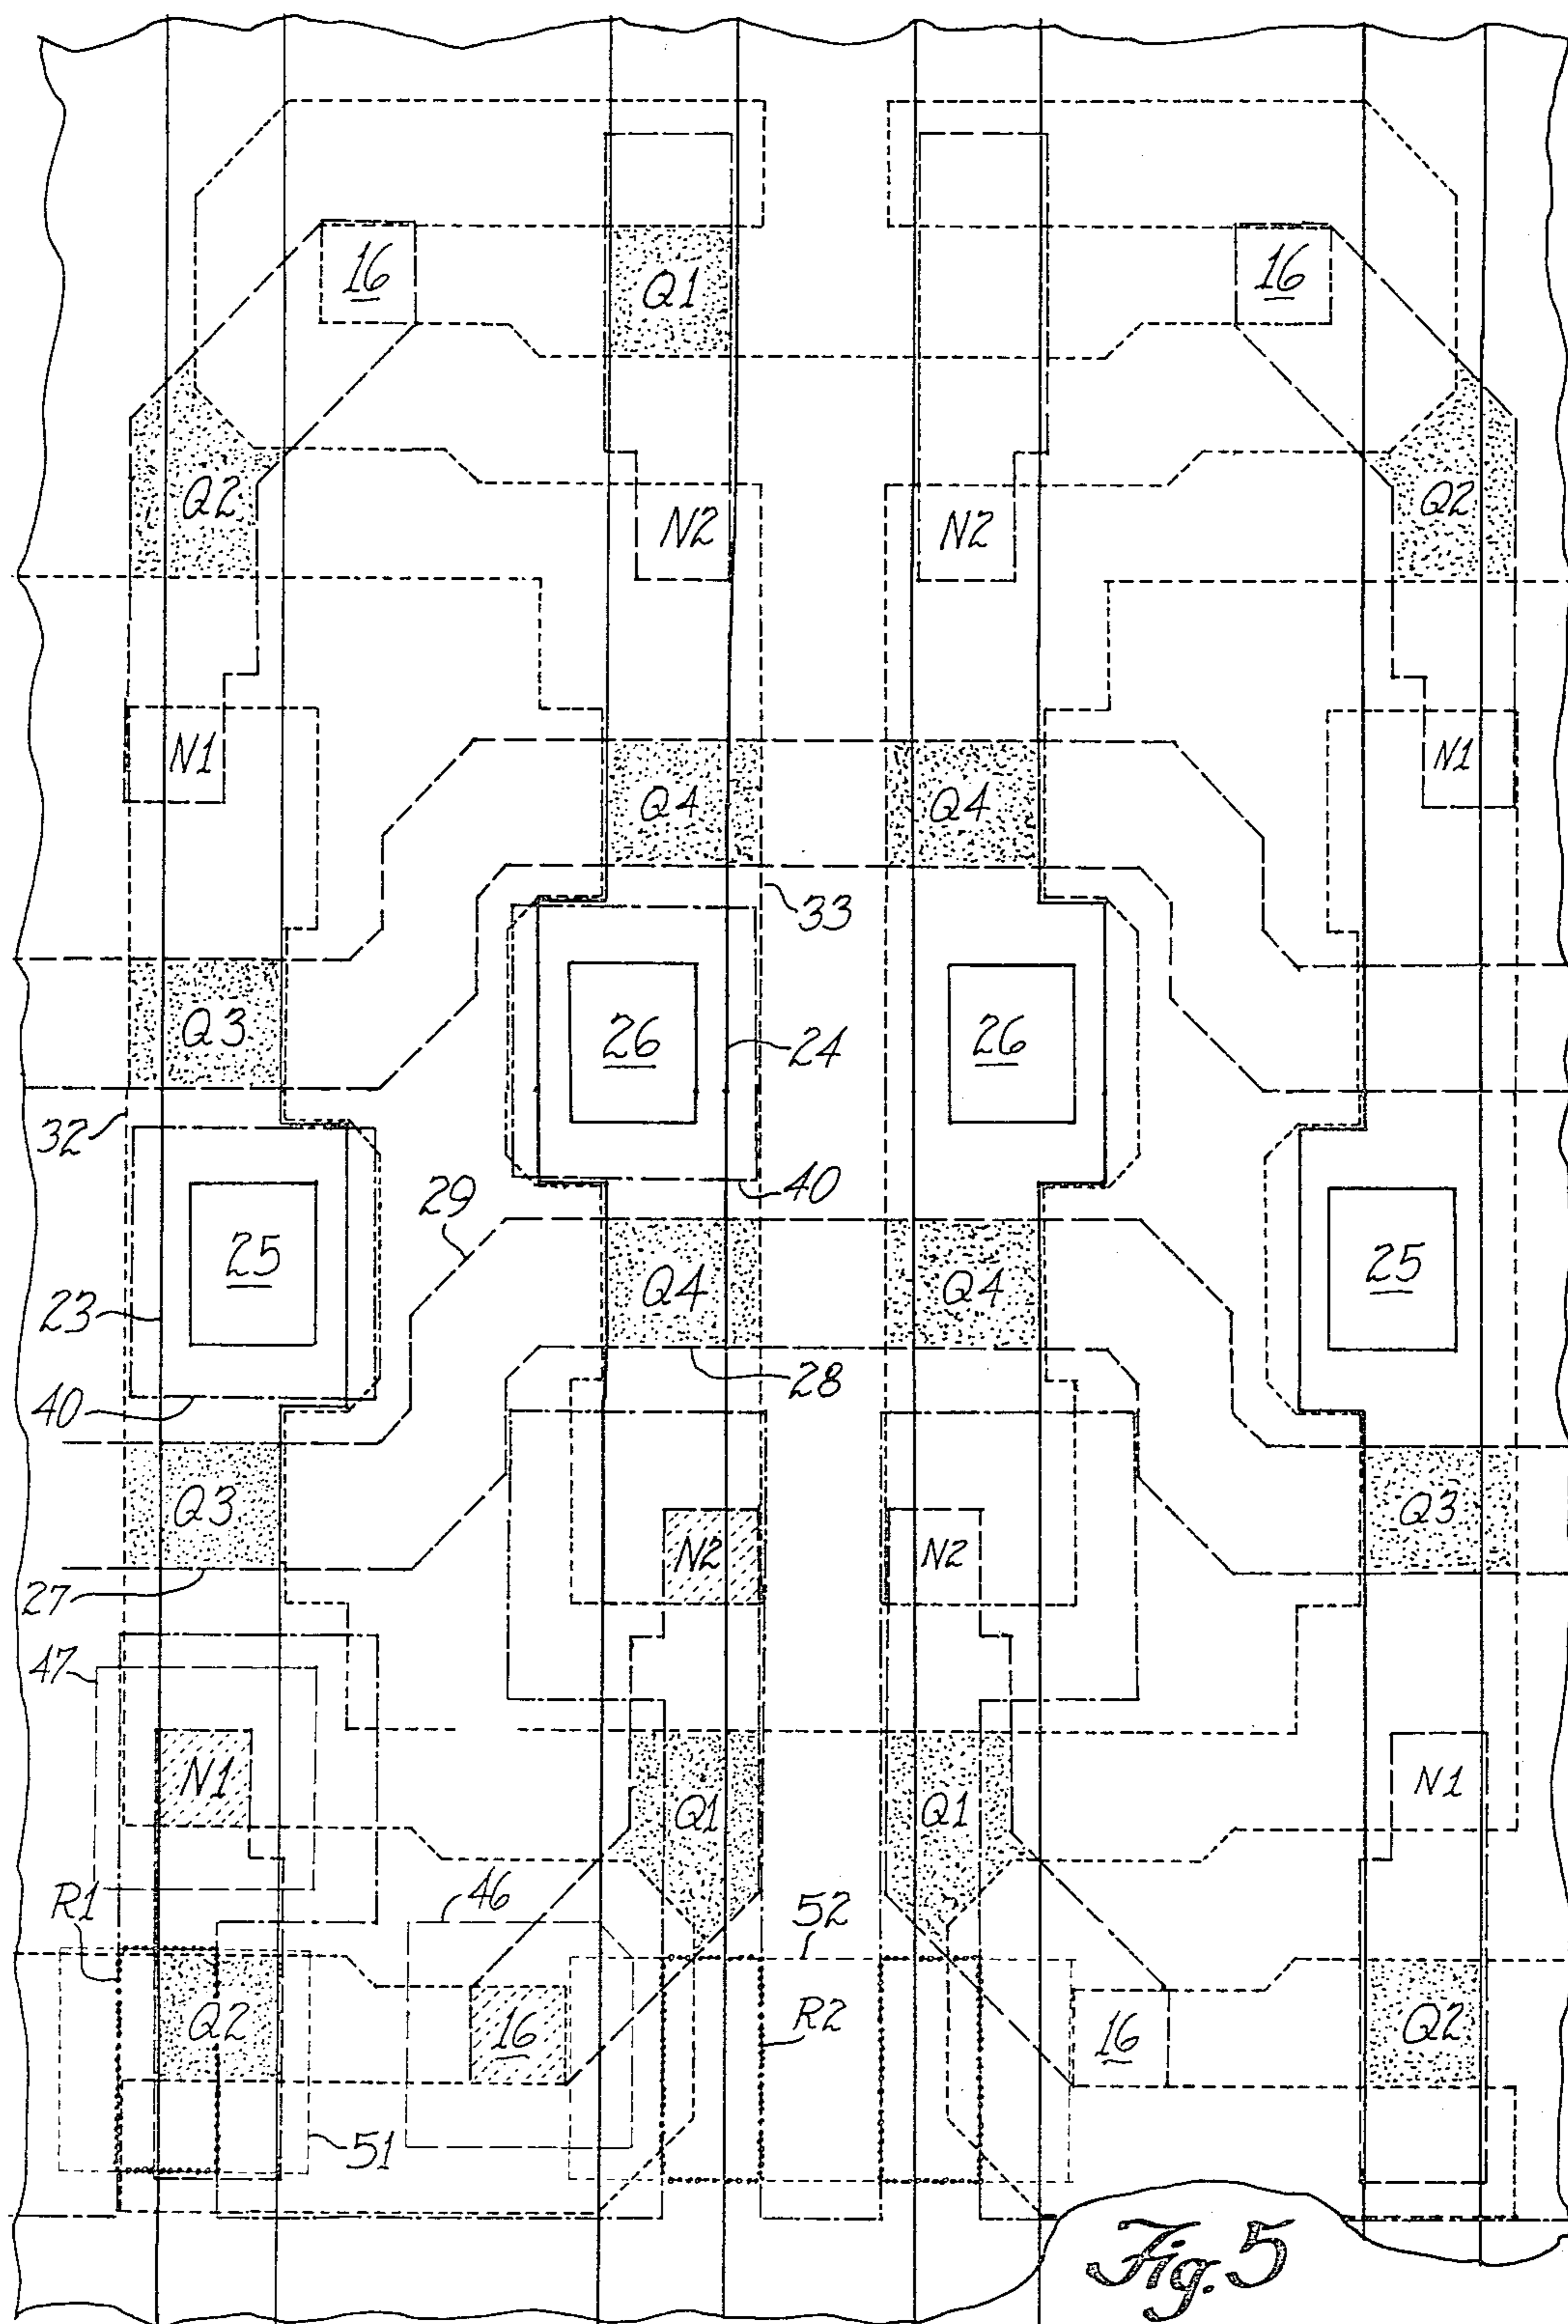 16 Q1 16
Q2 N2 N2 Q2
N1 N1
Q4 Q4
33
Q3 26 24 26
32
29 40
25 25
23
Q4 Q4
28
40
Q3 Q3
N2 N2
27
47
N1 N1
Q1 Q1
R1 46 52
Q2 16 R2 16 Q2
51
Fig. 5